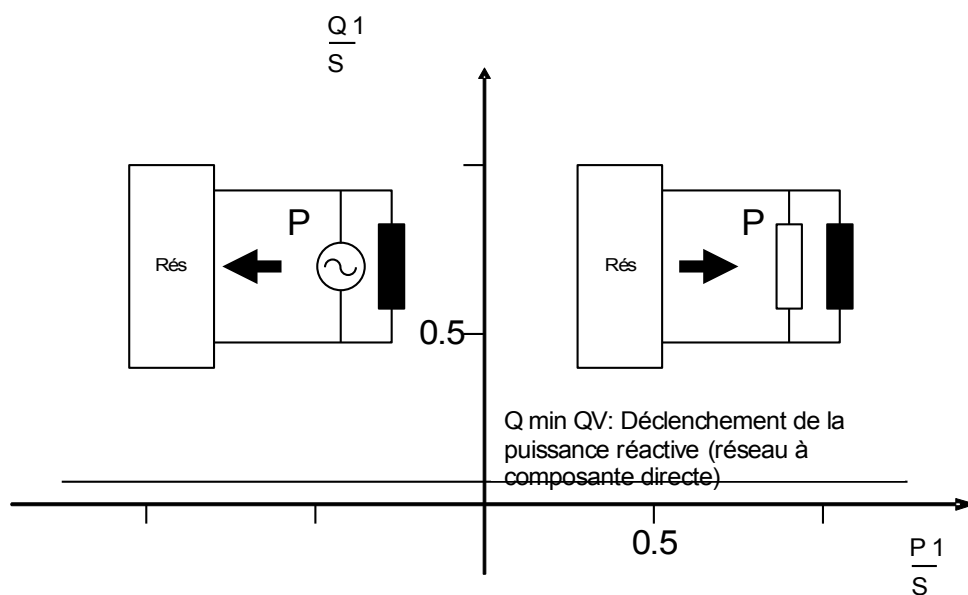 Q 1
S
P
Rés
P
Rés
0.5
Q min QV: Déclenchement de la
puissance réactive (réseau à
composante directe)
0.5
P 1
S